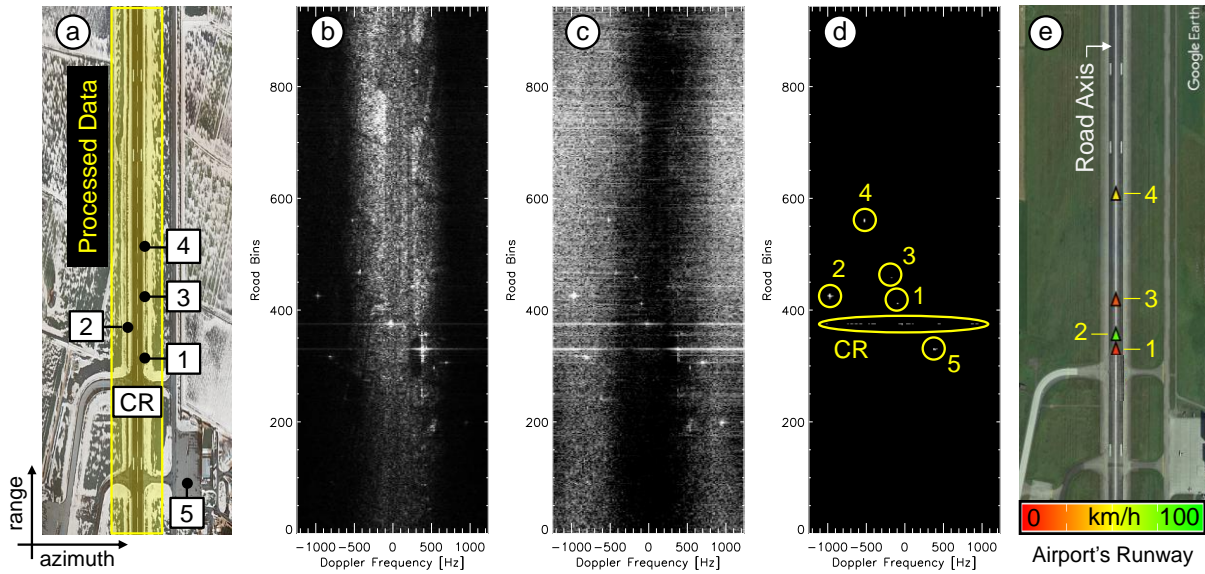 a
Processed Data
4
3
2
1
CR
5
range
azimuth
b
Road Bins
800
600
400
200
0
−1000
−500
0
500
1000
Doppler Frequency [Hz]
c
Road Bins
800
600
400
200
0
−1000
−500
0
500
1000
Doppler Frequency [Hz]
d
Road Bins
800
600
400
200
0
4
3
2
1
CR
5
−1000
−500
0
500
1000
Doppler Frequency [Hz]
e
Road Axis
Google Earth
4
3
2
1
0 km/h 100
Airport's Runway